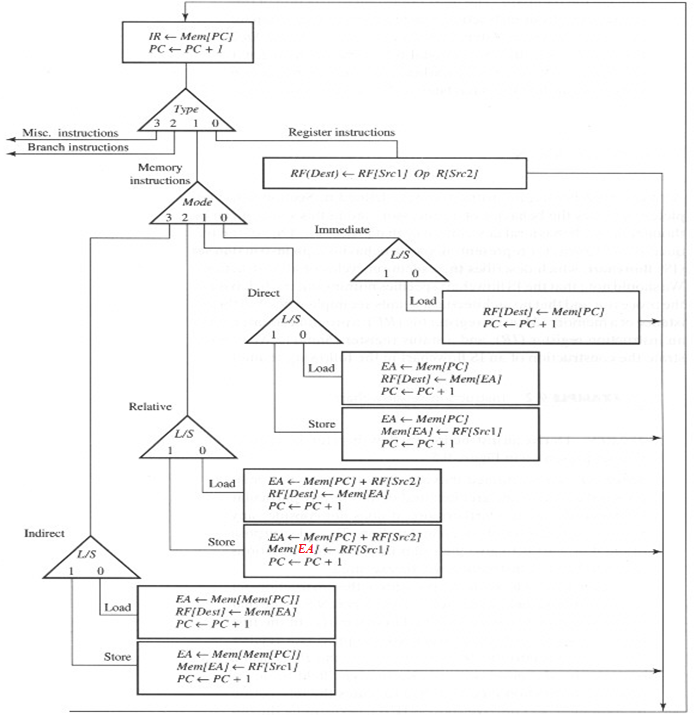 IR ← Mem[PC]
PC ← PC + 1
Type
3 2 1 0
Misc. instructions
Branch instructions
Register instructions
RF(Dest) ← RF[Src1] Op R[Src2]
Memory
instructions
Mode
3 2 1 0
Immediate
L/S
1 0
Load
RF[Dest] ← Mem[PC]
PC ← PC + 1
Direct
L/S
1 0
Load
EA ← Mem[PC]
RF[Dest] ← Mem[EA]
PC ← PC + 1
Store
EA ← Mem[PC]
Mem[EA] ← RF[Src1]
PC ← PC + 1
Relative
L/S
1 0
Load
EA ← Mem[PC] + RF[Src2]
RF[Dest] ← Mem[EA]
PC ← PC + 1
Store
EA ← Mem[PC] + RF[Src2]
Mem[EA] ← RF[Src1]
PC ← PC + 1
Indirect
L/S
1 0
Load
EA ← Mem[Mem[PC]]
RF[Dest] ← Mem[EA]
PC ← PC + 1
Store
EA ← Mem[Mem[PC]]
Mem[EA] ← RF[Src1]
PC ← PC + 1